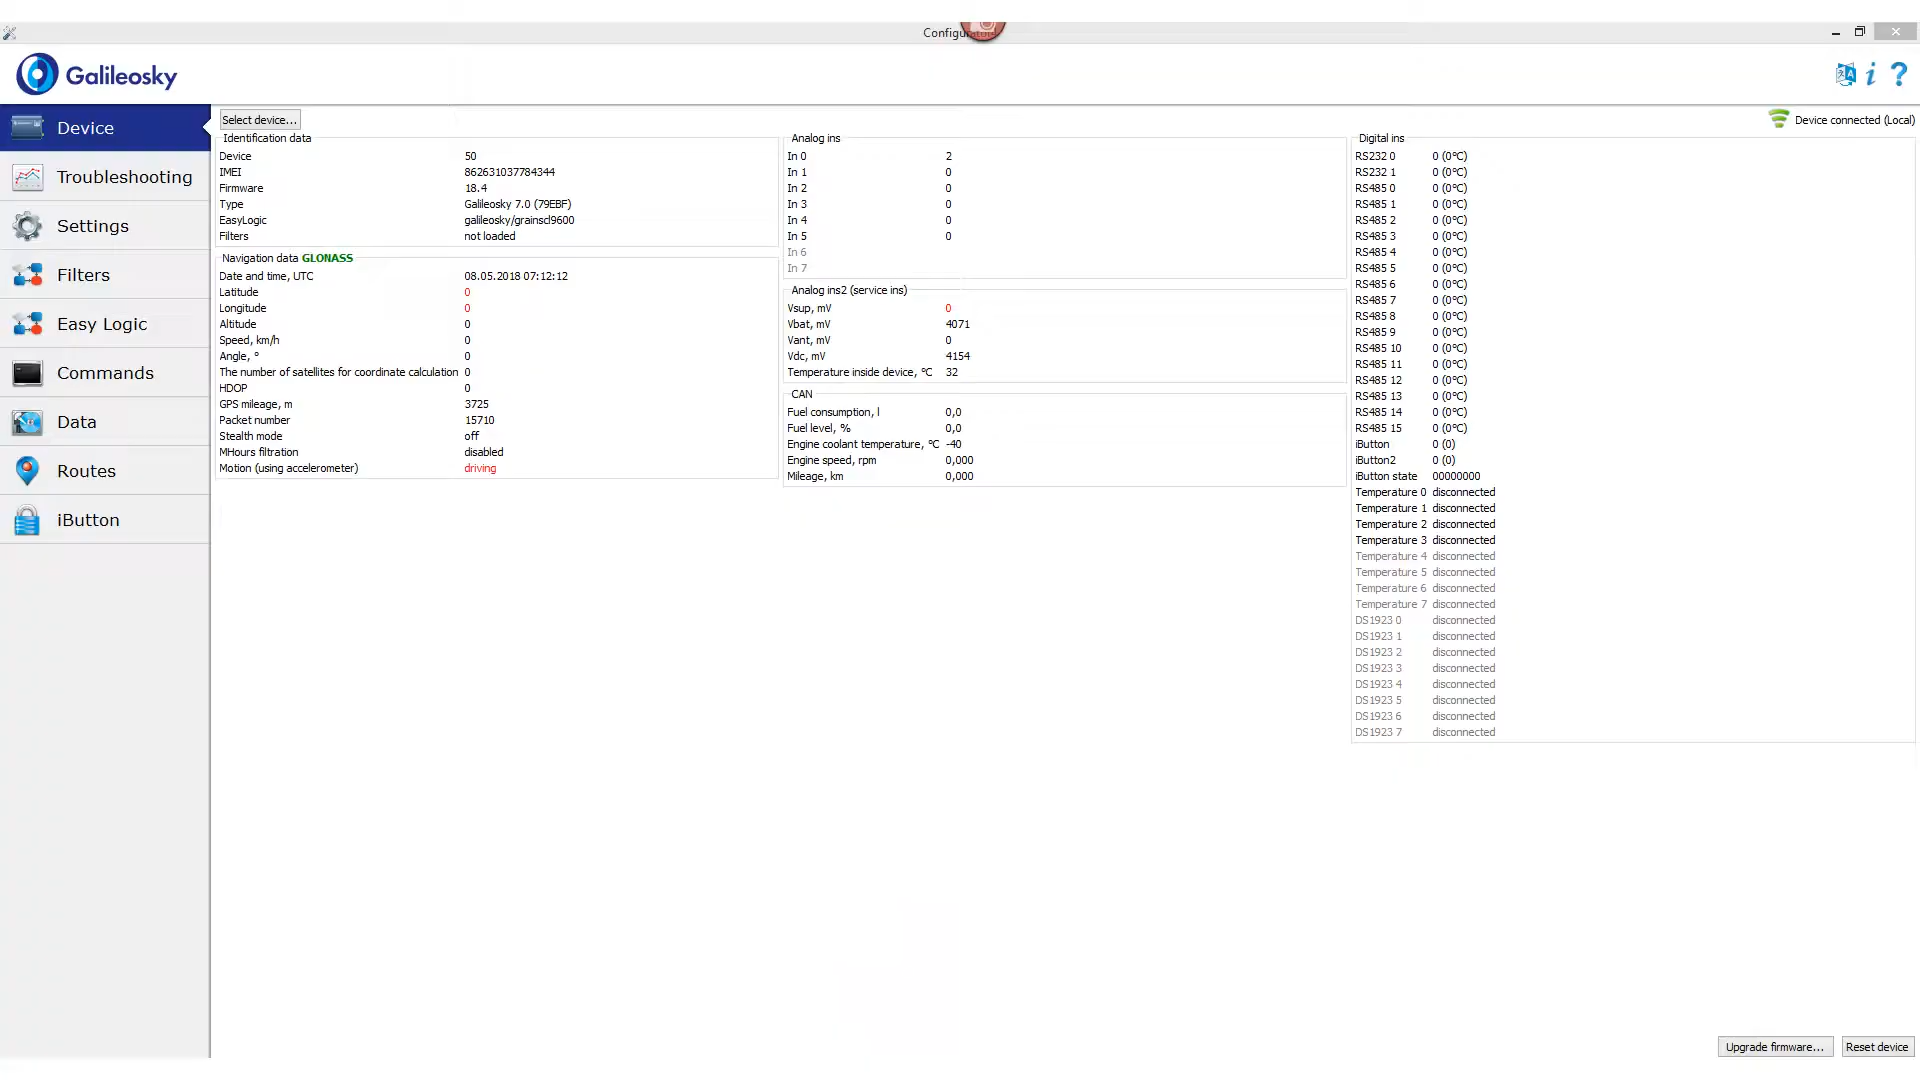 Configurator
Galileosky
Device
Troubleshooting
Settings
Filters
Easy Logic
Commands
Data
Routes
iButton
Select device...
Device connected (Local)
Identification data
Device 50
IMEI 862631037784344
Firmware 18.4
Type Galileosky 7.0 (79EBF)
EasyLogic galileosky/grainscl9600
Filters not loaded
Navigation data GLONASS
Date and time, UTC 08.05.2018 07:12:12
Latitude 0
Longitude 0
Altitude 0
Speed, km/h 0
Angle, ° 0
The number of satellites for coordinate calculation 0
HDOP 0
GPS mileage, m 3725
Packet number 15710
Stealth mode off
MHours filtration disabled
Motion (using accelerometer) driving
Analog ins
In 0 2
In 1 0
In 2 0
In 3 0
In 4 0
In 5 0
In 6
In 7
Analog ins2 (service ins)
Vsup, mV 0
Vbat, mV 4071
Vant, mV 0
Vdc, mV 4154
Temperature inside device, °C 32
CAN
Fuel consumption, l 0,0
Fuel level, % 0,0
Engine coolant temperature, °C -40
Engine speed, rpm 0,000
Mileage, km 0,000
Digital ins
RS232 0 0 (0°C)
RS232 1 0 (0°C)
RS485 0 0 (0°C)
RS485 1 0 (0°C)
RS485 2 0 (0°C)
RS485 3 0 (0°C)
RS485 4 0 (0°C)
RS485 5 0 (0°C)
RS485 6 0 (0°C)
RS485 7 0 (0°C)
RS485 8 0 (0°C)
RS485 9 0 (0°C)
RS485 10 0 (0°C)
RS485 11 0 (0°C)
RS485 12 0 (0°C)
RS485 13 0 (0°C)
RS485 14 0 (0°C)
RS485 15 0 (0°C)
iButton 0 (0)
iButton2 0 (0)
iButton state 00000000
Temperature 0 disconnected
Temperature 1 disconnected
Temperature 2 disconnected
Temperature 3 disconnected
Temperature 4 disconnected
Temperature 5 disconnected
Temperature 6 disconnected
Temperature 7 disconnected
DS1923 0 disconnected
DS1923 1 disconnected
DS1923 2 disconnected
DS1923 3 disconnected
DS1923 4 disconnected
DS1923 5 disconnected
DS1923 6 disconnected
DS1923 7 disconnected
Upgrade firmware...
Reset device